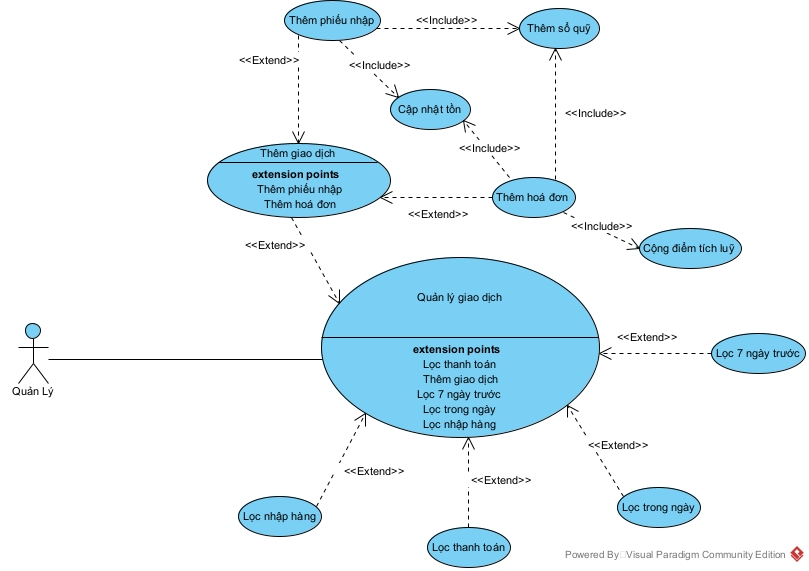 Thêm phiếu nhập
<<Include>>
Thêm sổ quỹ
<<Extend>>
<<Include>>
Cập nhật tồn
<<Include>>
<<Include>>
Thêm giao dịch
extension points
Thêm phiếu nhập
Thêm hoá đơn
<<Extend>>
Thêm hoá đơn
<<Include>>
Cộng điểm tích luỹ
<<Extend>>
Quản lý giao dịch
extension points
Lọc thanh toán
Thêm giao dịch
Lọc 7 ngày trước
Lọc trong ngày
Lọc nhập hàng
<<Extend>>
Lọc 7 ngày trước
Quản Lý
<<Extend>>
<<Extend>>
<<Extend>>
Lọc nhập hàng
Lọc thanh toán
Lọc trong ngày
Powered By Visual Paradigm Community Edition